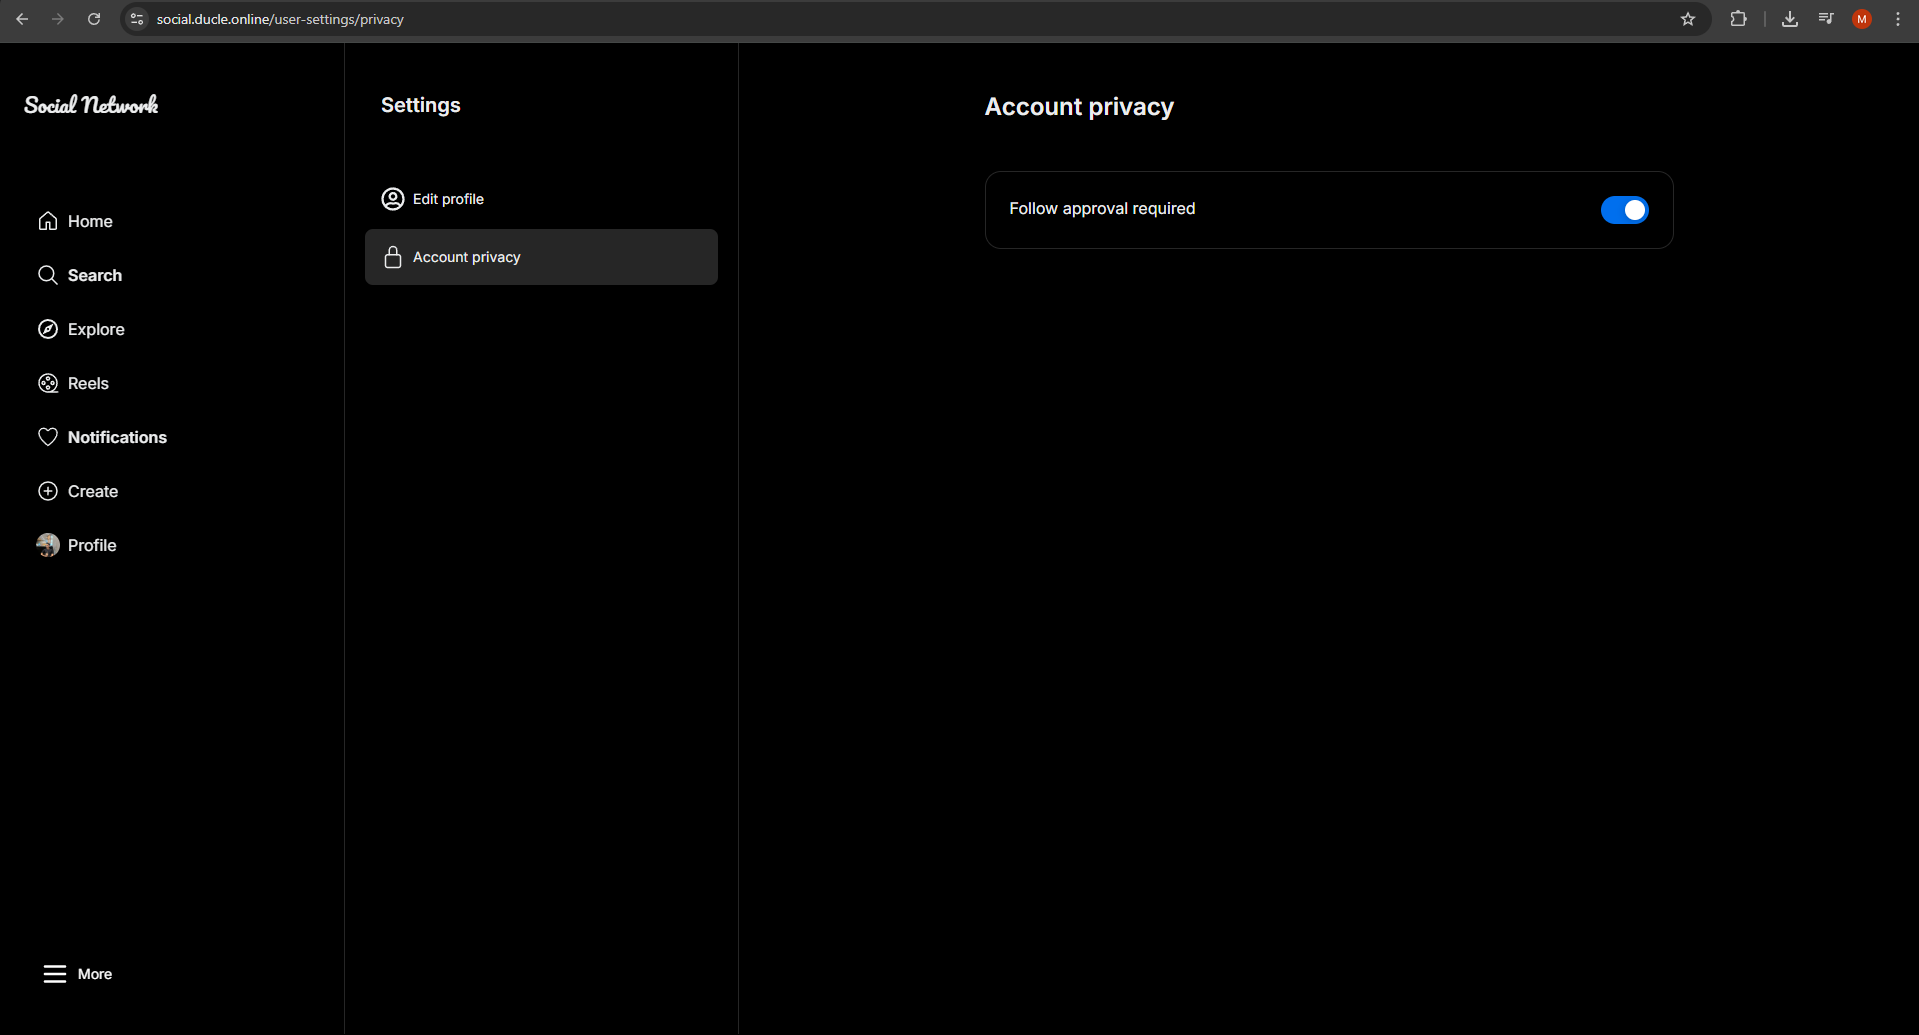 social.ducle.online/user-settings/privacy
M
Social Network
Home
Search
Explore
Reels
Notifications
Create
Profile
More
Settings
Edit profile
Account privacy
Account privacy
Follow approval required